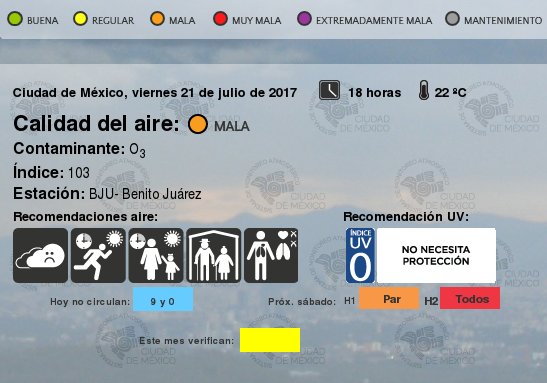 BUENA REGULAR MALA MUY MALA EXTREMADAMENTE MALA MANTENIMIENTO
Ciudad de México, viernes 21 de julio de 2017 18 horas 22 ºC
Calidad del aire: MALA
Contaminante: O3
Índice: 103
Estación: BJU- Benito Juárez
Recomendaciones aire: Recomendación UV:
ÍNDICE
UV
0
NO NECESITA
PROTECCIÓN
Hoy no circulan: 9 y 0 Próx. sábado: H1 Par H2 Todos
Este mes verifican: